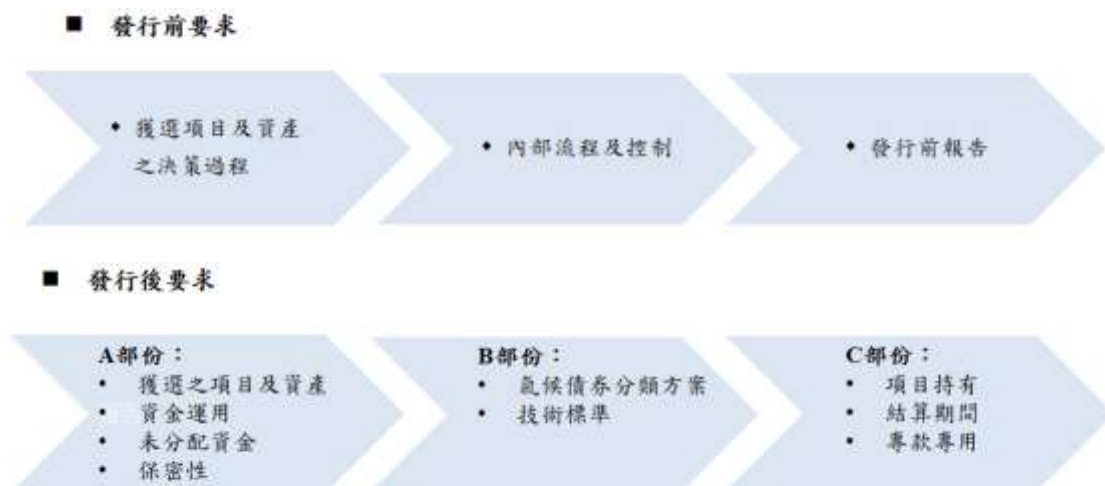 ■ 發行前要求
• 獲選項目及資產
之決策過程
• 內部流程及控制
• 發行前報告
■ 發行後要求
A部份：
• 獲選之項目及資產
• 資金運用
• 未分配資金
• 保密性
B部份：
• 氣候債券分類方案
• 技術標準
C部份：
• 項目持有
• 結算期間
• 專款專用